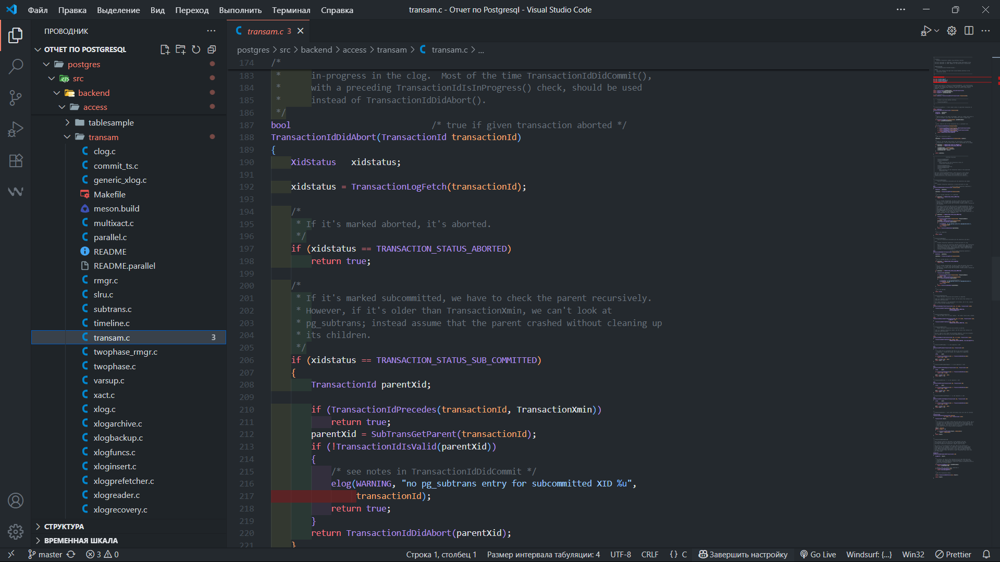 Файл Правка Выделение Вид Переход Выполнить Терминал Справка
transam.c - Отчет по Postgresql - Visual Studio Code
ПРОВОДНИК
ОТЧЕТ ПО POSTGRESQL
postgres
src
backend
access
tablesample
transam
clog.c
commit_ts.c
generic_xlog.c
Makefile
meson.build
multixact.c
parallel.c
README
README.parallel
rmgr.c
slru.c
subtrans.c
timeline.c
transam.c 3
twophase_rmgr.c
twophase.c
varsup.c
xact.c
xlog.c
xlogarchive.c
xlogbackup.c
xlogfuncs.c
xloginsert.c
xlogprefetcher.c
xlogreader.c
xlogrecovery.c
СТРУКТУРА
ВРЕМЕННАЯ ШКАЛА
transam.c 3
postgres > src > backend > access > transam > transam.c > ...
174 /*
183 * in-progress in the clog.  Most of the time TransactionIdDidCommit(),
184 * with a preceding TransactionIdIsInProgress() check, should be used
185 * instead of TransactionIdDidAbort().
186 */
187 bool /* true if given transaction aborted */
188 TransactionIdDidAbort(TransactionId transactionId)
189 {
190 XidStatus xidstatus;
191
192 xidstatus = TransactionLogFetch(transactionId);
193
194 /*
195 * If it's marked aborted, it's aborted.
196 */
197 if (xidstatus == TRANSACTION_STATUS_ABORTED)
198 return true;
199
200 /*
201 * If it's marked subcommitted, we have to check the parent recursively.
202 * However, if it's older than TransactionXmin, we can't look at
203 * pg_subtrans; instead assume that the parent crashed without cleaning up
204 * its children.
205 */
206 if (xidstatus == TRANSACTION_STATUS_SUB_COMMITTED)
207 {
208 TransactionId parentXid;
209
210 if (TransactionIdPrecedes(transactionId, TransactionXmin))
211 return true;
212 parentXid = SubTransGetParent(transactionId);
213 if (!TransactionIdIsValid(parentXid))
214 {
215 /* see notes in TransactionIdDidCommit */
216 elog(WARNING, "no pg_subtrans entry for subcommitted XID %u",
217 transactionId);
218 return true;
219 }
220 return TransactionIdDidAbort(parentXid);
221 }
master 3 0
Строка 1, столбец 1 Размер интервала табуляции: 4 UTF-8 CRLF {} C Завершить настройку Go Live Windsurf: {...} Win32 Prettier